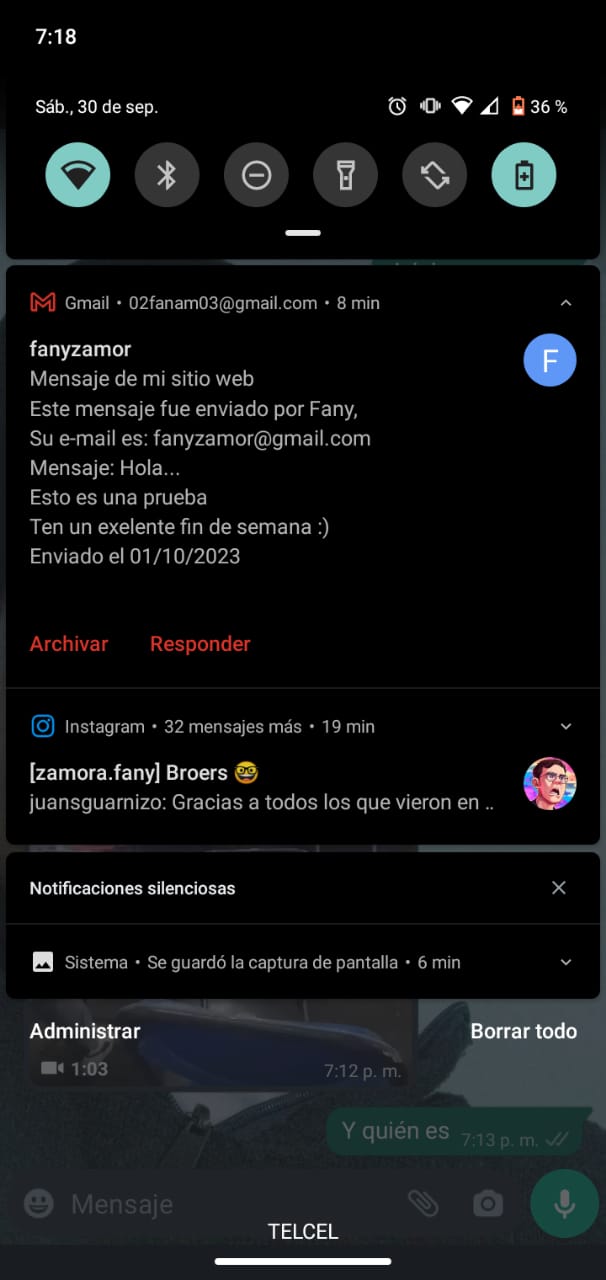 7:18
Sáb., 30 de sep.
36 %
Gmail • 02fanam03@gmail.com • 8 min
fanyzamor
F
Mensaje de mi sitio web
Este mensaje fue enviado por Fany,
Su e-mail es: fanyzamor@gmail.com
Mensaje: Hola...
Esto es una prueba
Ten un exelente fin de semana :)
Enviado el 01/10/2023
Archivar
Responder
Instagram • 32 mensajes más • 19 min
[zamora.fany] Broers 🤓
juansguarnizo: Gracias a todos los que vieron en ..
Notificaciones silenciosas
Sistema • Se guardó la captura de pantalla • 6 min
Administrar
Borrar todo
1:03
7:12 p. m.
Y quién es 7:13 p. m.
Mensaje
TELCEL